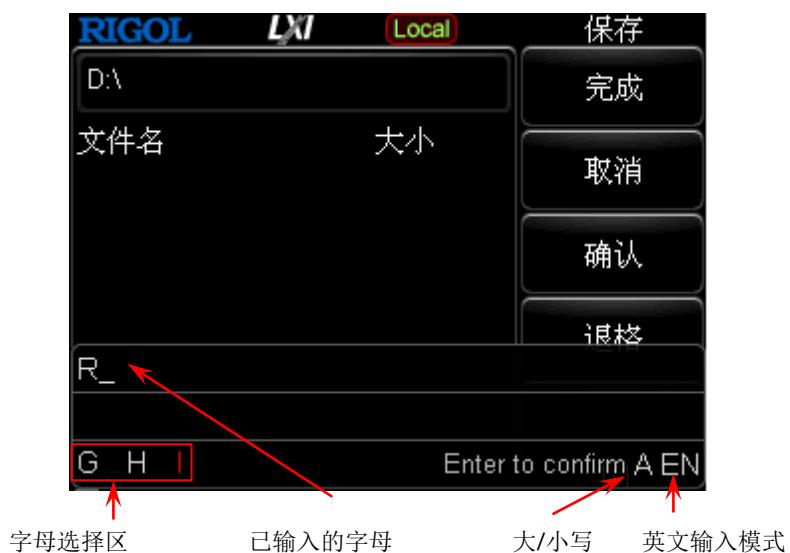 RIGOL LXI Local 保存
D:\
完成
文件名 大小
取消
确认
退格
R_
G H I Enter to confirm A EN
字母选择区 已输入的字母 大/小写 英文输入模式